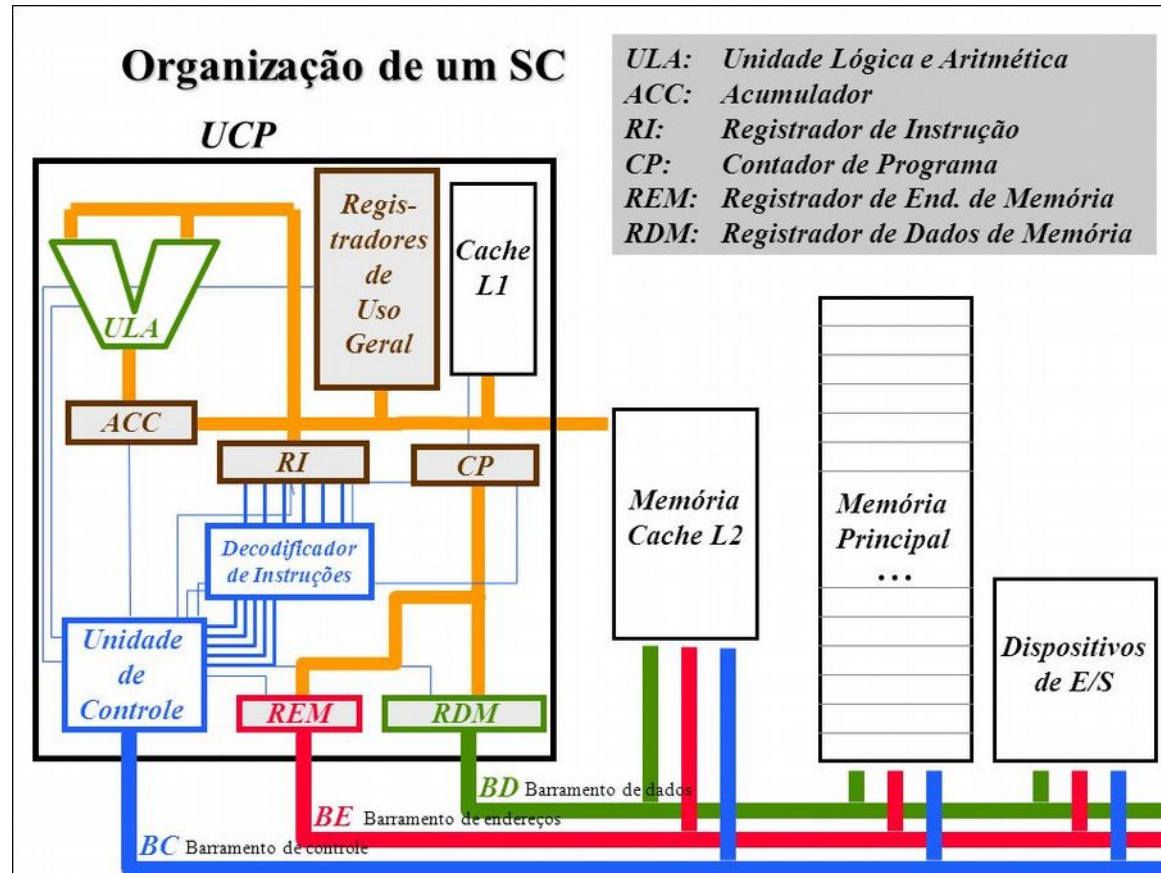 Organização de um SC
ULA: Unidade Lógica e Aritmética
ACC: Acumulador
RI: Registrador de Instrução
CP: Contador de Programa
REM: Registrador de End. de Memória
RDM: Registrador de Dados de Memória
UCP
ULA
Regis-
tradores
de
Uso
Geral
Cache
L1
ACC
RI
CP
Decodificador
de Instruções
Unidade
de
Controle
REM
RDM
Memória
Cache L2
Memória
Principal
...
Dispositivos
de E/S
BD Barramento de dados
BE Barramento de endereços
BC Barramento de controle